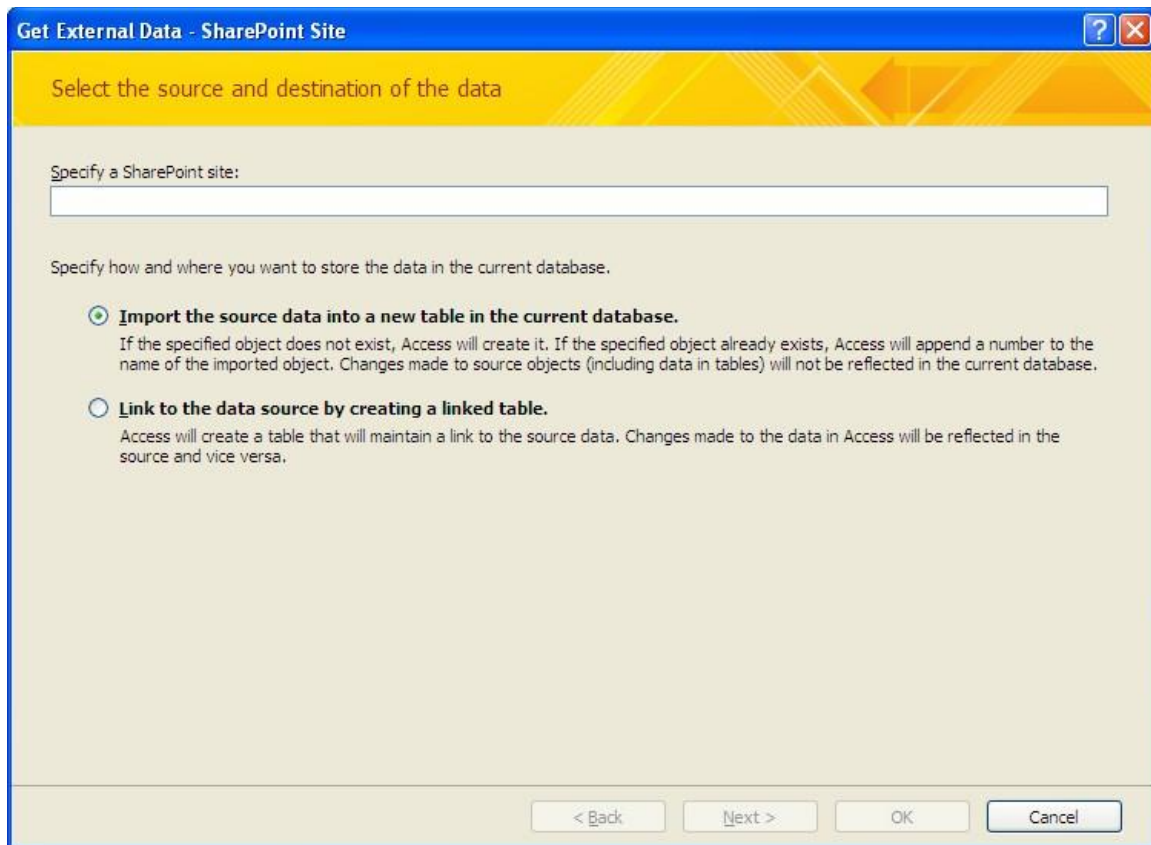 Get External Data - SharePoint Site
Select the source and destination of the data
Specify a SharePoint site:
Specify how and where you want to store the data in the current database.
Import the source data into a new table in the current database.
If the specified object does not exist, Access will create it. If the specified object already exists, Access will append a number to the
name of the imported object. Changes made to source objects (including data in tables) will not be reflected in the current database.
Link to the data source by creating a linked table.
Access will create a table that will maintain a link to the source data. Changes made to the data in Access will be reflected in the
source and vice versa.
< Back Next > OK Cancel